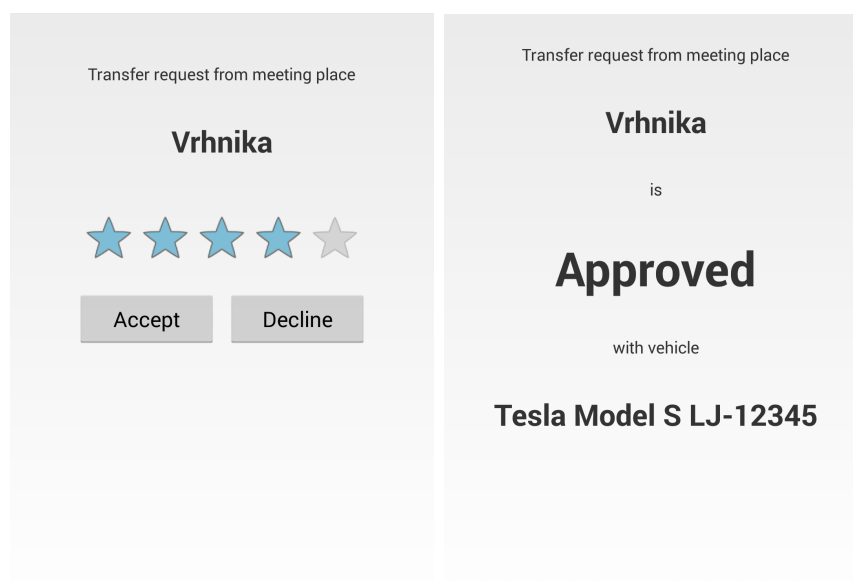 Transfer request from meeting place
Vrhnika
Accept
Decline
Transfer request from meeting place
Vrhnika
is
Approved
with vehicle
Tesla Model S LJ-12345